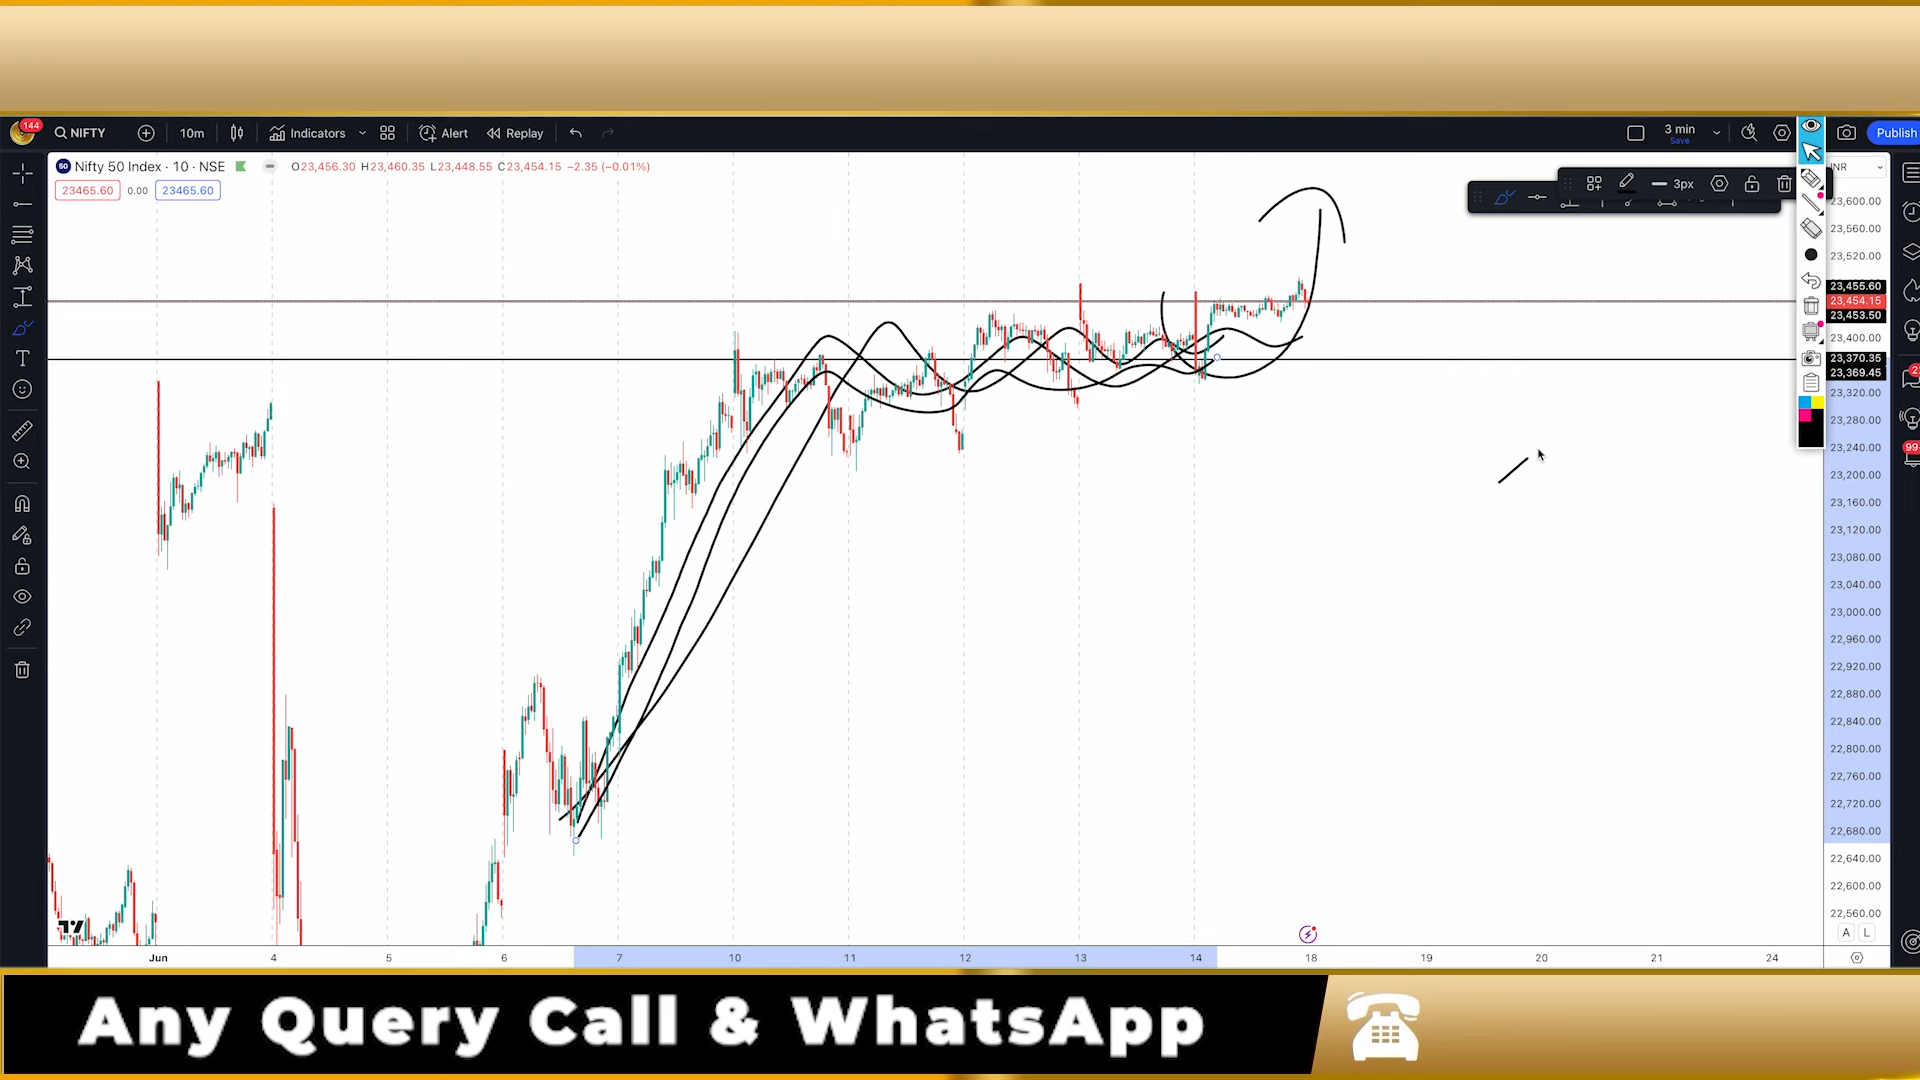 144
NIFTY
10m
Indicators
Alert
Replay
3 min
Save
Publish
50 Nifty 50 Index · 10 · NSE
O23,456.30 H23,460.35 L23,448.55 C23,454.15 −2.35 (−0.01%)
23465.60 0.00 23465.60
3px
INR
23,600.00
23,560.00
23,520.00
23,455.60
23,454.15
23,453.50
23,400.00
23,370.35
23,369.45
23,320.00
23,280.00
23,240.00
23,200.00
23,160.00
23,120.00
23,080.00
23,040.00
23,000.00
22,960.00
22,920.00
22,880.00
22,840.00
22,800.00
22,760.00
22,720.00
22,680.00
22,640.00
22,600.00
22,560.00
A L
Jun 4 5 6 7 10 11 12 13 14 18 19 20 21 24
Any Query Call & WhatsApp